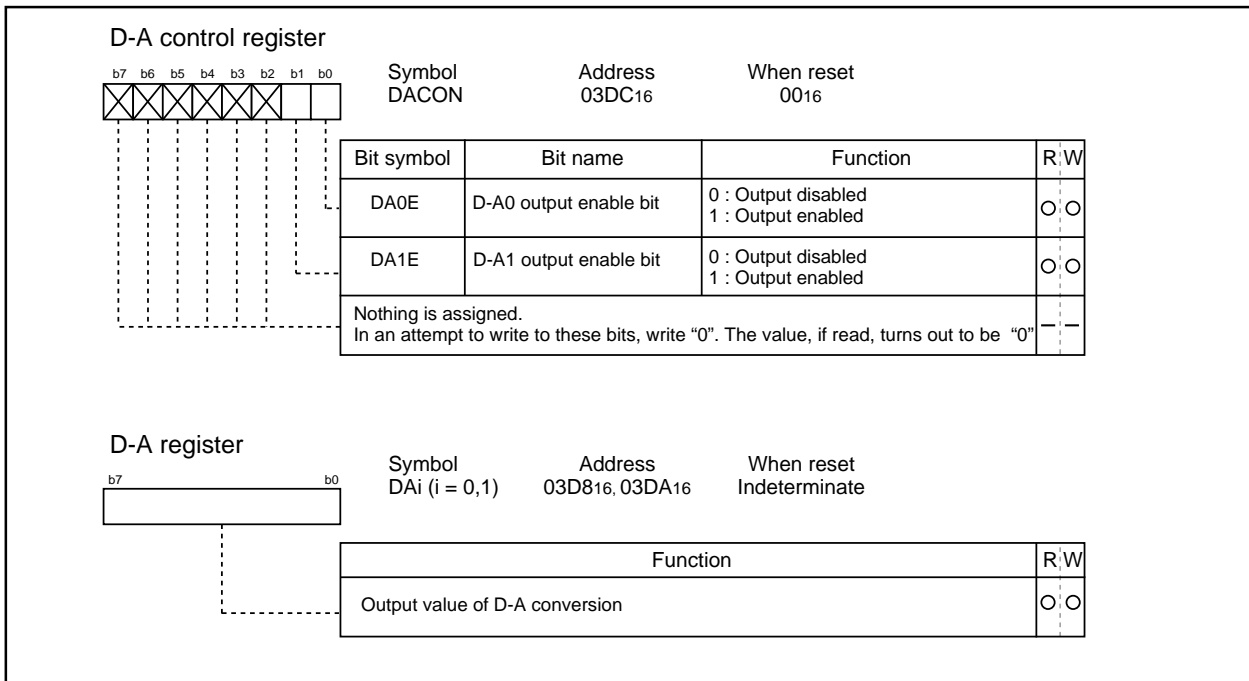 D-A control register
b7 b6 b5 b4 b3 b2 b1 b0
Symbol Address When reset
DACON 03DC16 0016
Bit symbol Bit name Function R W
DA0E D-A0 output enable bit 0 : Output disabled
1 : Output enabled
DA1E D-A1 output enable bit 0 : Output disabled
1 : Output enabled
Nothing is assigned.
In an attempt to write to these bits, write “0”. The value, if read, turns out to be “0”
D-A register
b7 b0
Symbol Address When reset
DAi (i = 0,1) 03D816, 03DA16 Indeterminate
Function R W
Output value of D-A conversion